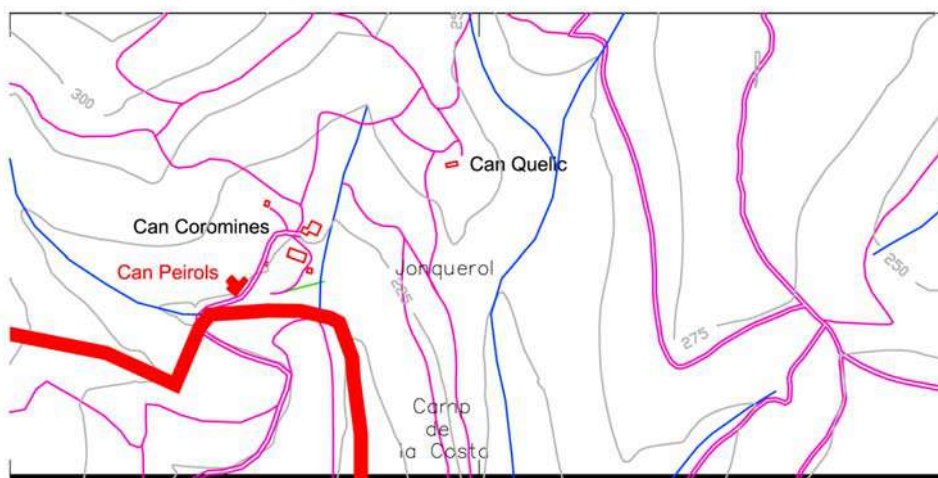 300
Can Quelic
Can Coromines
Can Peirols
Jonquerol
225
250
275
Camp
de
la Costa